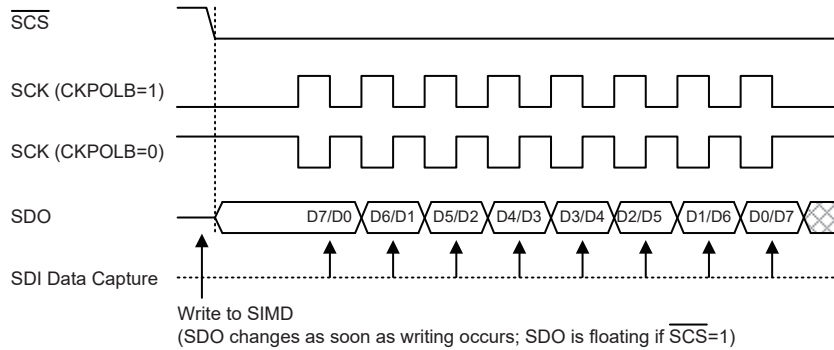 SCS
SCK (CKPOLB=1)
SCK (CKPOLB=0)
SDO D7/D0 D6/D1 D5/D2 D4/D3 D3/D4 D2/D5 D1/D6 D0/D7
SDI Data Capture
Write to SIMD
(SDO changes as soon as writing occurs; SDO is floating if SCS=1)